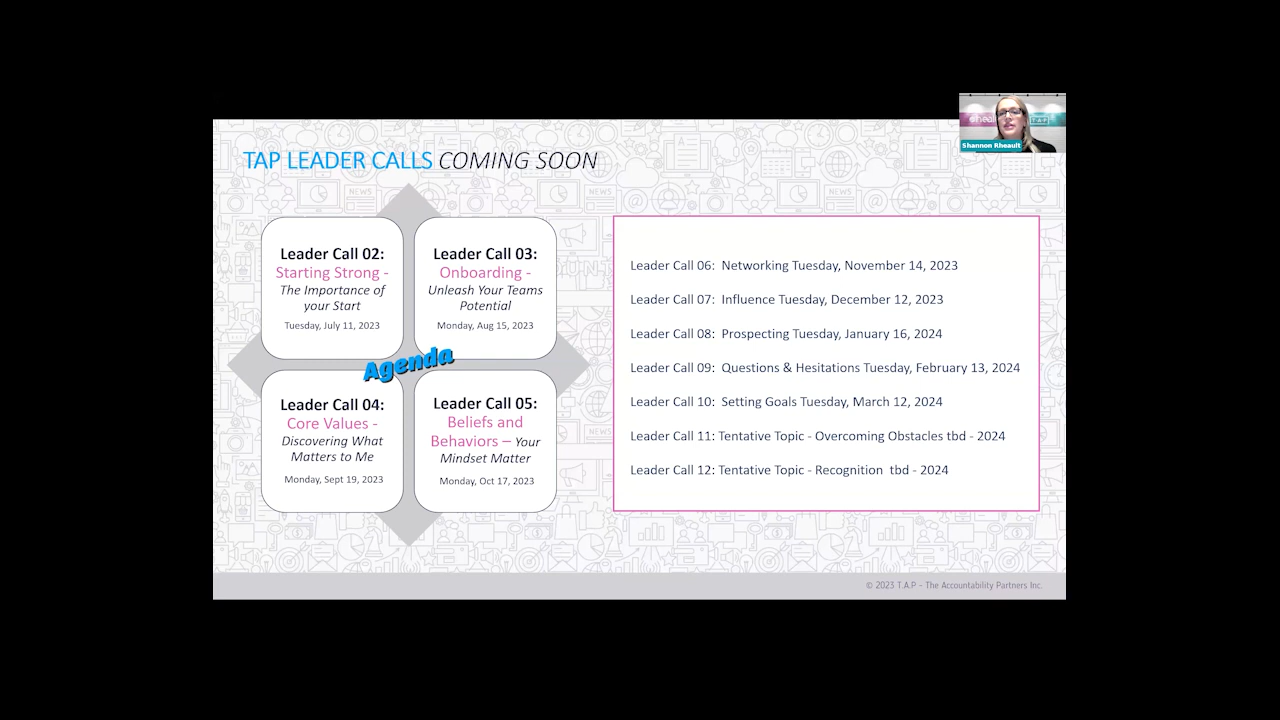 TAP LEADER CALLS COMING SOON
Leader Call 02:
Starting Strong -
The Importance of
your Start
Tuesday, July 11, 2023
Leader Call 03:
Onboarding -
Unleash Your Teams
Potential
Monday, Aug 15, 2023
Agenda
Leader Call 04:
Core Values -
Discovering What
Matters to Me
Monday, Sept 19, 2023
Leader Call 05:
Beliefs and
Behaviors – Your
Mindset Matter
Monday, Oct 17, 2023
Leader Call 06: Networking Tuesday, November 14, 2023
Leader Call 07: Influence Tuesday, December 12, 2023
Leader Call 08: Prospecting Tuesday, January 16, 2024
Leader Call 09: Questions & Hesitations Tuesday, February 13, 2024
Leader Call 10: Setting Goals Tuesday, March 12, 2024
Leader Call 11: Tentative Topic - Overcoming Obstacles tbd - 2024
Leader Call 12: Tentative Topic - Recognition tbd - 2024
TAP
Shannon Rheault
NEWS
NEWS
NEWS
© 2023 T.A.P – The Accountability Partners Inc.